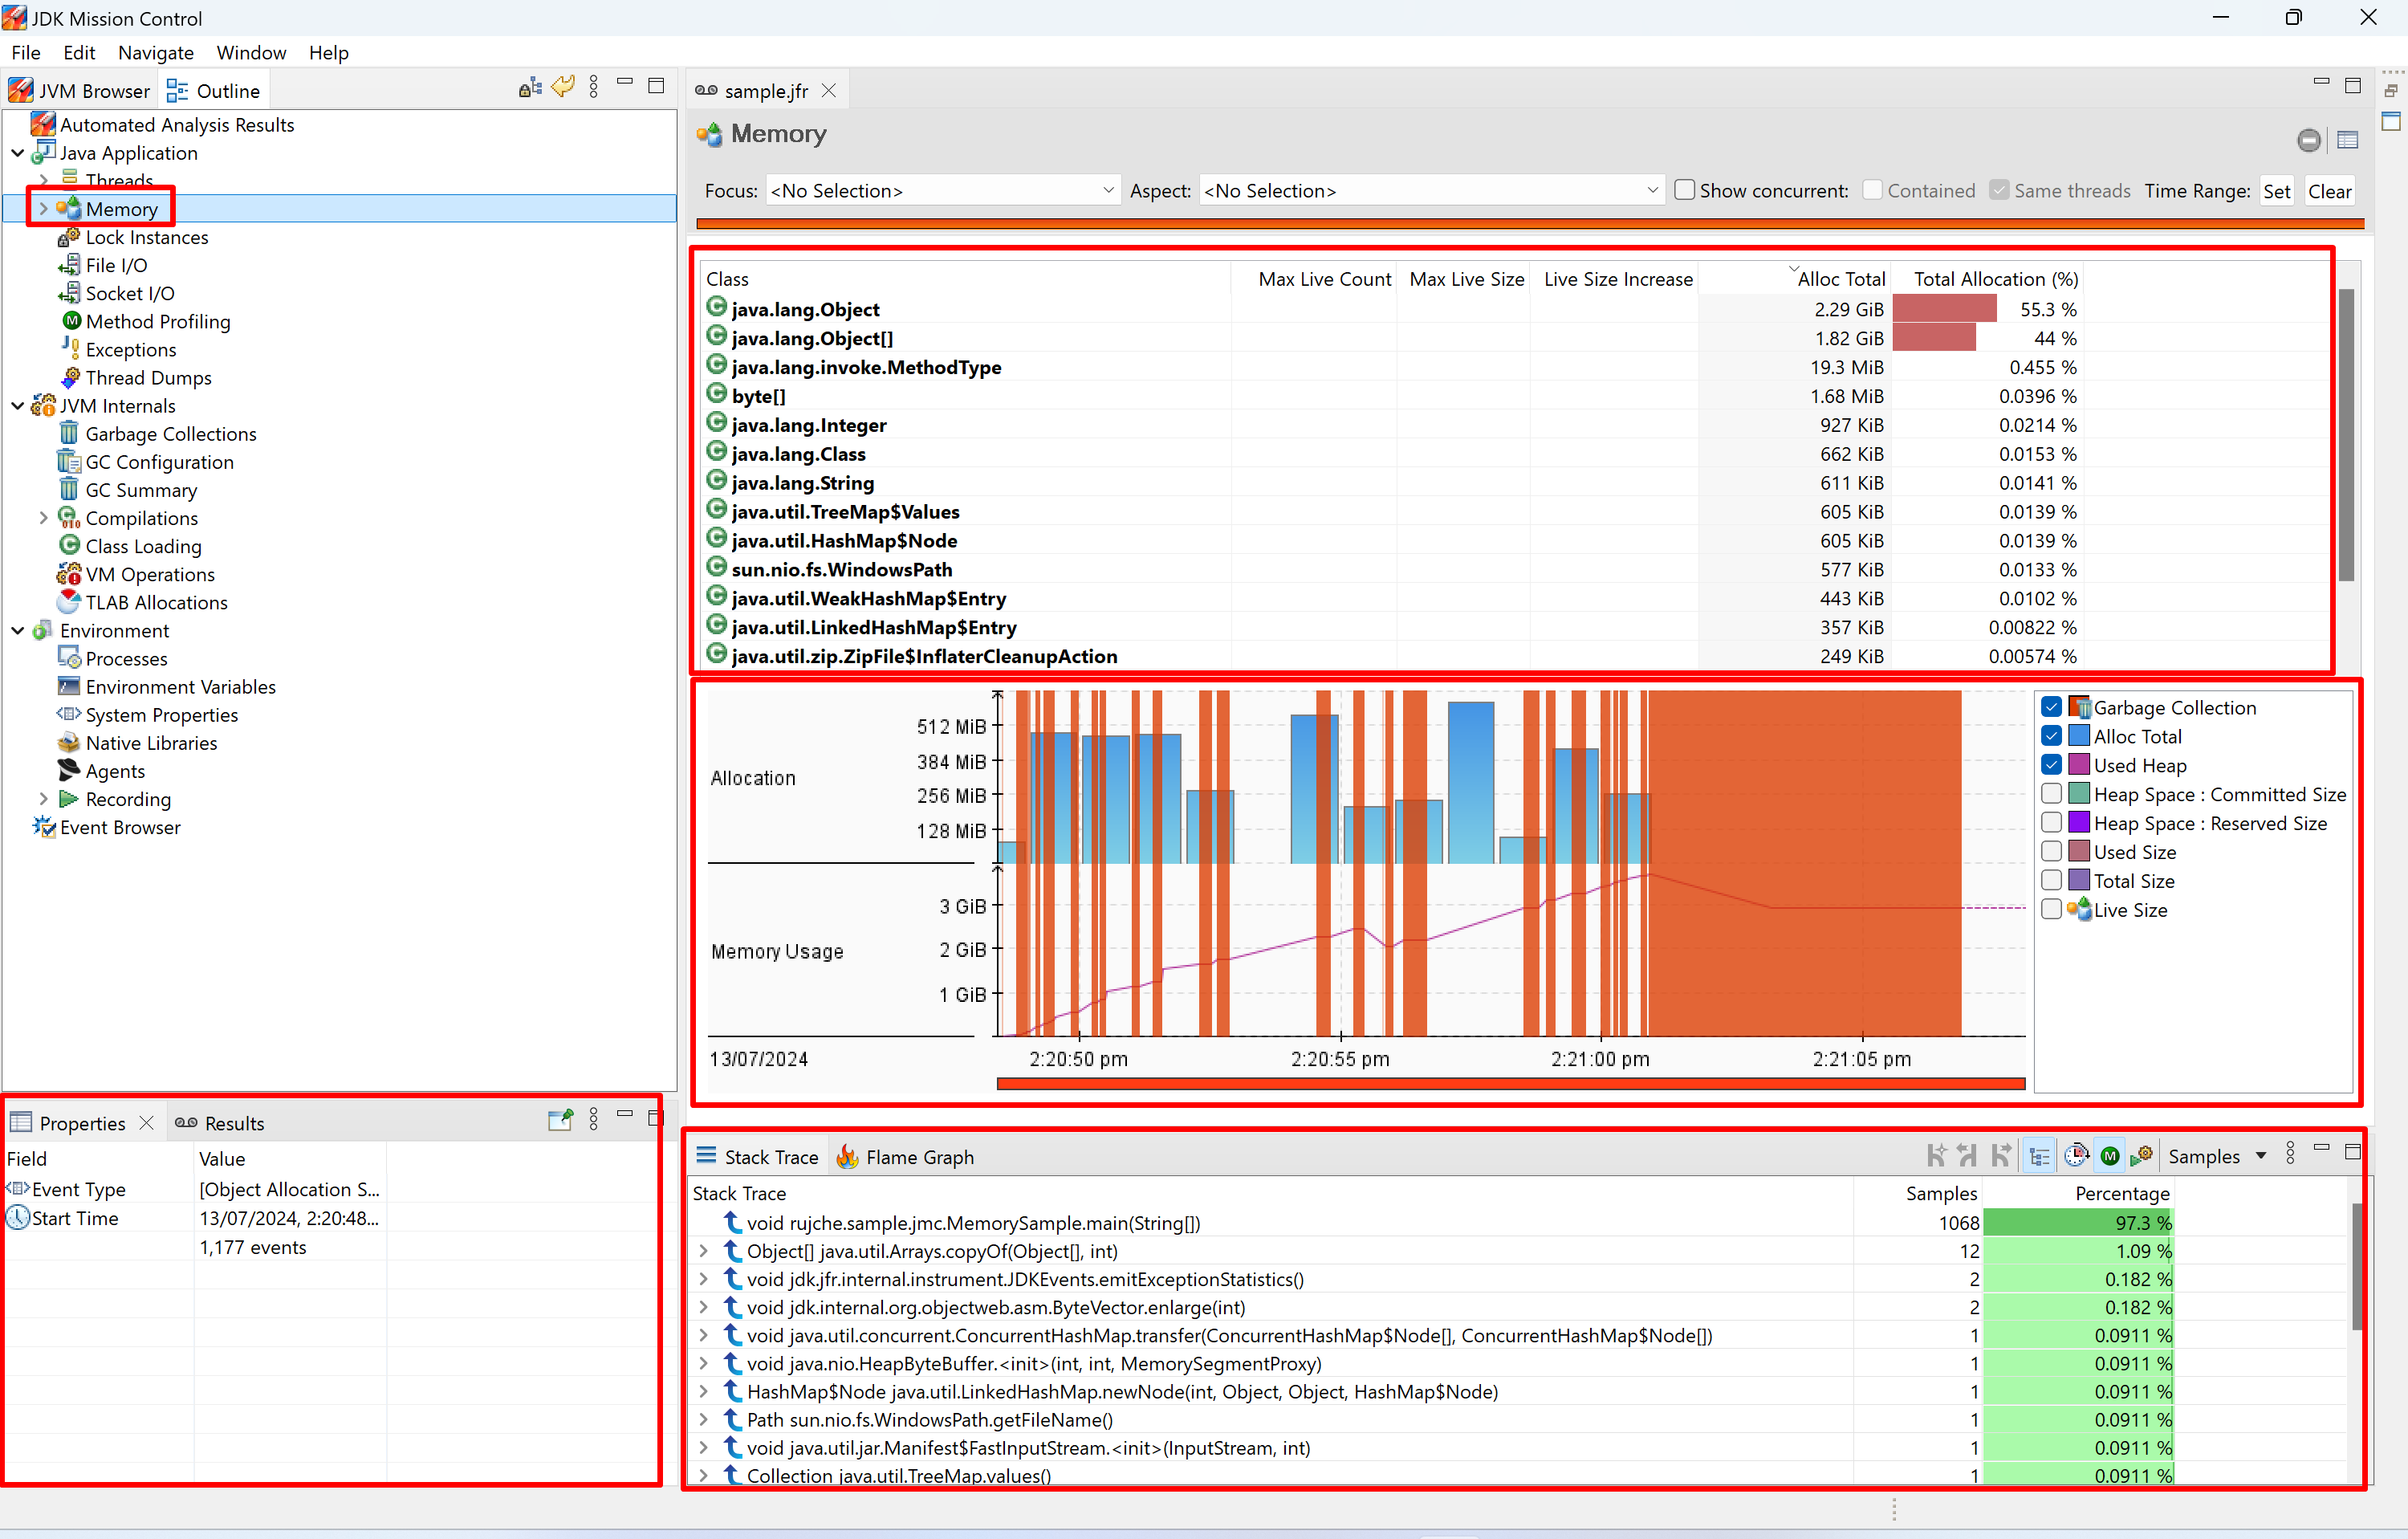 JDK Mission Control
File Edit Navigate Window Help
JVM Browser Outline
Automated Analysis Results
Java Application
Threads
Memory
Lock Instances
File I/O
Socket I/O
Method Profiling
Exceptions
Thread Dumps
JVM Internals
Garbage Collections
GC Configuration
GC Summary
Compilations
Class Loading
VM Operations
TLAB Allocations
Environment
Processes
Environment Variables
System Properties
Native Libraries
Agents
Recording
Event Browser
Properties Results
Field Value
Event Type [Object Allocation S...
Start Time 13/07/2024, 2:20:48...
1,177 events
sample.jfr
Memory
Focus: <No Selection> Aspect: <No Selection> Show concurrent: Contained Same threads Time Range: Set Clear
Class Max Live Count Max Live Size Live Size Increase Alloc Total Total Allocation (%)
java.lang.Object 2.29 GiB 55.3 %
java.lang.Object[] 1.82 GiB 44 %
java.lang.invoke.MethodType 19.3 MiB 0.455 %
byte[] 1.68 MiB 0.0396 %
java.lang.Integer 927 KiB 0.0214 %
java.lang.Class 662 KiB 0.0153 %
java.lang.String 611 KiB 0.0141 %
java.util.TreeMap$Values 605 KiB 0.0139 %
java.util.HashMap$Node 605 KiB 0.0139 %
sun.nio.fs.WindowsPath 577 KiB 0.0133 %
java.util.WeakHashMap$Entry 443 KiB 0.0102 %
java.util.LinkedHashMap$Entry 357 KiB 0.00822 %
java.util.zip.ZipFile$InflaterCleanupAction 249 KiB 0.00574 %
Allocation
512 MiB
384 MiB
256 MiB
128 MiB
Memory Usage
3 GiB
2 GiB
1 GiB
13/07/2024 2:20:50 pm 2:20:55 pm 2:21:00 pm 2:21:05 pm
Garbage Collection
Alloc Total
Used Heap
Heap Space : Committed Size
Heap Space : Reserved Size
Used Size
Total Size
Live Size
Stack Trace Flame Graph Samples
Stack Trace Samples Percentage
void rujche.sample.jmc.MemorySample.main(String[]) 1068 97.3 %
Object[] java.util.Arrays.copyOf(Object[], int) 12 1.09 %
void jdk.jfr.internal.instrument.JDKEvents.emitExceptionStatistics() 2 0.182 %
void jdk.internal.org.objectweb.asm.ByteVector.enlarge(int) 2 0.182 %
void java.util.concurrent.ConcurrentHashMap.transfer(ConcurrentHashMap$Node[], ConcurrentHashMap$Node[]) 1 0.0911 %
void java.nio.HeapByteBuffer.<init>(int, int, MemorySegmentProxy) 1 0.0911 %
HashMap$Node java.util.LinkedHashMap.newNode(int, Object, Object, HashMap$Node) 1 0.0911 %
Path sun.nio.fs.WindowsPath.getFileName() 1 0.0911 %
void java.util.jar.Manifest$FastInputStream.<init>(InputStream, int) 1 0.0911 %
Collection java.util.TreeMap.values() 1 0.0911 %